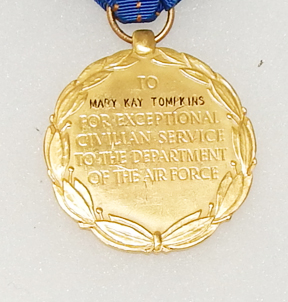 TO
MARY KAY TOMPKINS
FOR EXCEPTIONAL
CIVILIAN SERVICE
TO THE DEPARTMENT
OF THE AIR FORCE